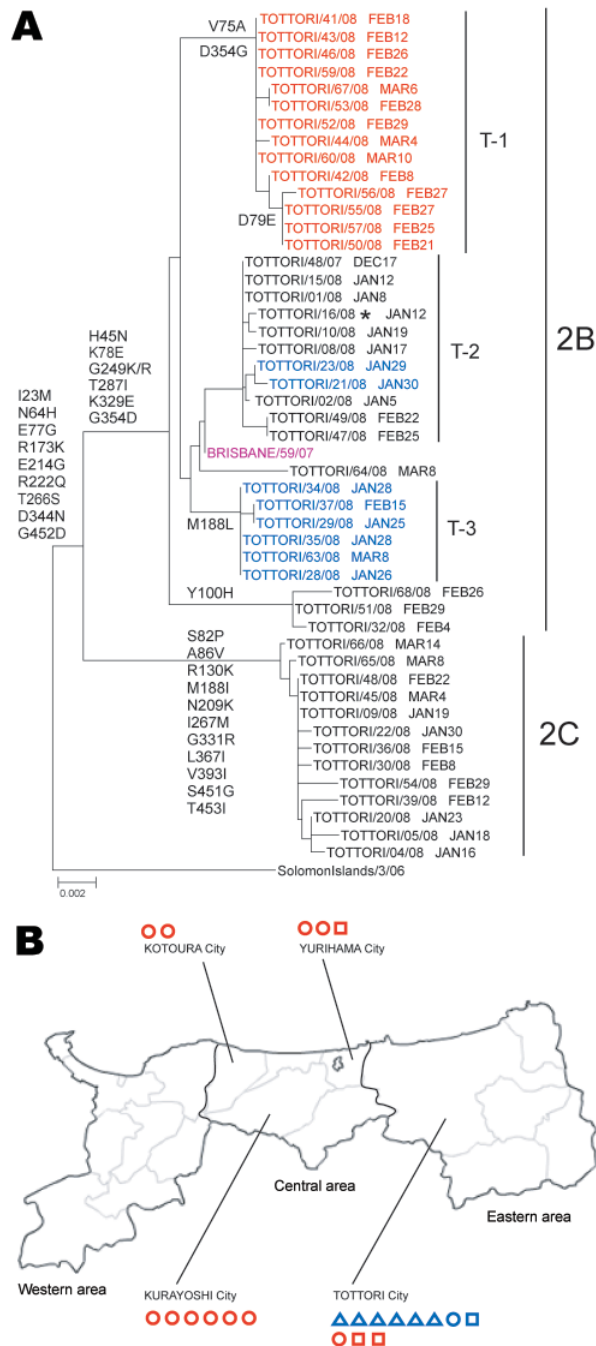 A
V75A
D354G
TOTTORI/41/08 FEB18
TOTTORI/43/08 FEB12
TOTTORI/46/08 FEB26
TOTTORI/59/08 FEB22
TOTTORI/67/08 MAR6
TOTTORI/53/08 FEB28
TOTTORI/52/08 FEB29
TOTTORI/44/08 MAR4
TOTTORI/60/08 MAR10
TOTTORI/42/08 FEB8
TOTTORI/56/08 FEB27
TOTTORI/55/08 FEB27
TOTTORI/57/08 FEB25
TOTTORI/50/08 FEB21
D79E
T-1
TOTTORI/48/07 DEC17
TOTTORI/15/08 JAN12
TOTTORI/01/08 JAN8
TOTTORI/16/08 * JAN12
TOTTORI/10/08 JAN19
TOTTORI/08/08 JAN17
TOTTORI/23/08 JAN29
TOTTORI/21/08 JAN30
TOTTORI/02/08 JAN5
TOTTORI/49/08 FEB22
TOTTORI/47/08 FEB25
T-2
2B
BRISBANE/59/07
TOTTORI/64/08 MAR8
TOTTORI/34/08 JAN28
TOTTORI/37/08 FEB15
TOTTORI/29/08 JAN25
TOTTORI/35/08 JAN28
TOTTORI/63/08 MAR8
TOTTORI/28/08 JAN26
M188L
T-3
H45N
K78E
G249K/R
T287I
K329E
G354D
I23M
N64H
E77G
R173K
E214G
R222Q
T266S
D344N
G452D
Y100H
TOTTORI/68/08 FEB26
TOTTORI/51/08 FEB29
TOTTORI/32/08 FEB4
S82P
A86V
R130K
M188I
N209K
I267M
G331R
L367I
V393I
S451G
T453I
TOTTORI/66/08 MAR14
TOTTORI/65/08 MAR8
TOTTORI/48/08 FEB22
TOTTORI/45/08 MAR4
TOTTORI/09/08 JAN19
TOTTORI/22/08 JAN30
TOTTORI/36/08 FEB15
TOTTORI/30/08 FEB8
TOTTORI/54/08 FEB29
TOTTORI/39/08 FEB12
TOTTORI/20/08 JAN23
TOTTORI/05/08 JAN18
TOTTORI/04/08 JAN16
2C
SolomonIslands/3/06
0.002
B
KOTOURA City
YURIHAMA City
Central area
Eastern area
Western area
KURAYOSHI City
TOTTORI City